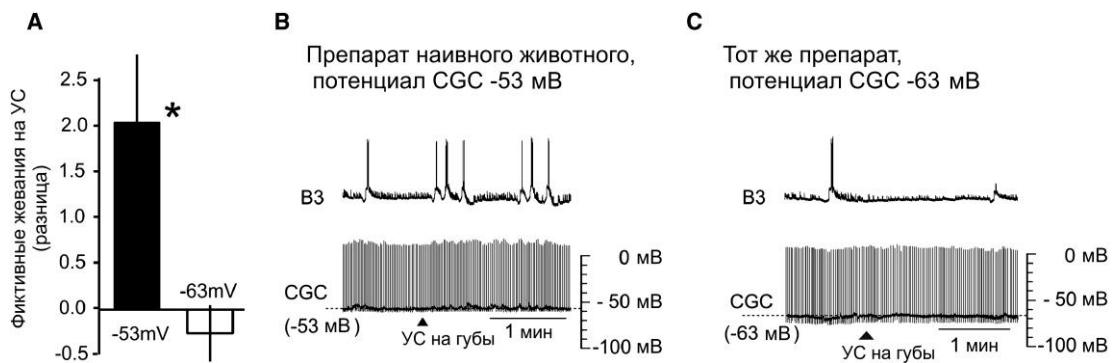 A
Фиктивные жевания на УС
(разница)
2.5
2.0
1.5
1.0
0.5
0.0
-0.5
*
-63mV
-53mV
B
Препарат наивного животного,
потенциал CGC -53 мВ
B3
CGC
(-53 мВ)
УС на губы
1 мин
0 мВ
- 50 мВ
-100 мВ
C
Тот же препарат,
потенциал CGC -63 мВ
B3
CGC
(-63 мВ)
УС на губы
1 мин
0 мВ
- 50 мВ
-100 мВ